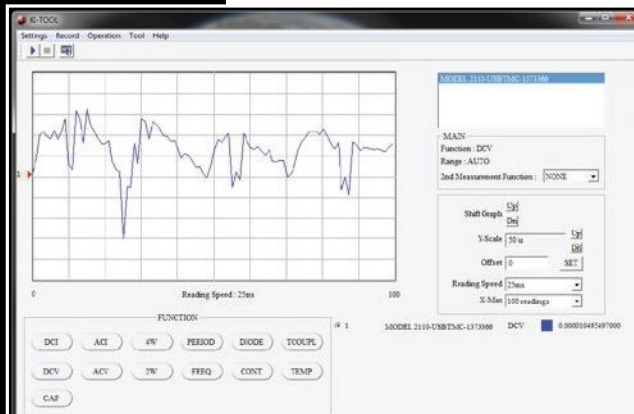 KI-TOOL
Settings Record Operation Tool Help
MODEL 2110-USBTMC-1373366
MAIN
Function : DCV
Range : AUTO
2nd Measurement Function : NONE
1
Shift Graph Up
Dn
Y-Scale 50 u Up
Dn
Offset 0 SET
Reading Speed 25ms
X-Max 100 readings
0 Reading Speed : 25ms 100
FUNCTION
1 MODEL 2110-USBTMC-1373366 DCV 0.000010495497000
DCI ACI 4W PERIOD DIODE TCOUPL
DCV ACV 2W FREQ CONT TEMP
CAP